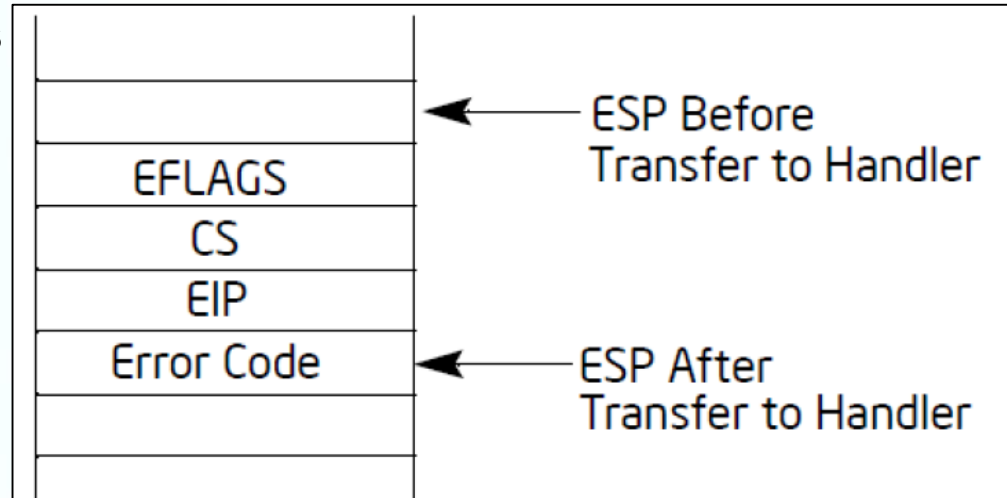 ESP Before
Transfer to Handler
EFLAGS
CS
EIP
Error Code
ESP After
Transfer to Handler